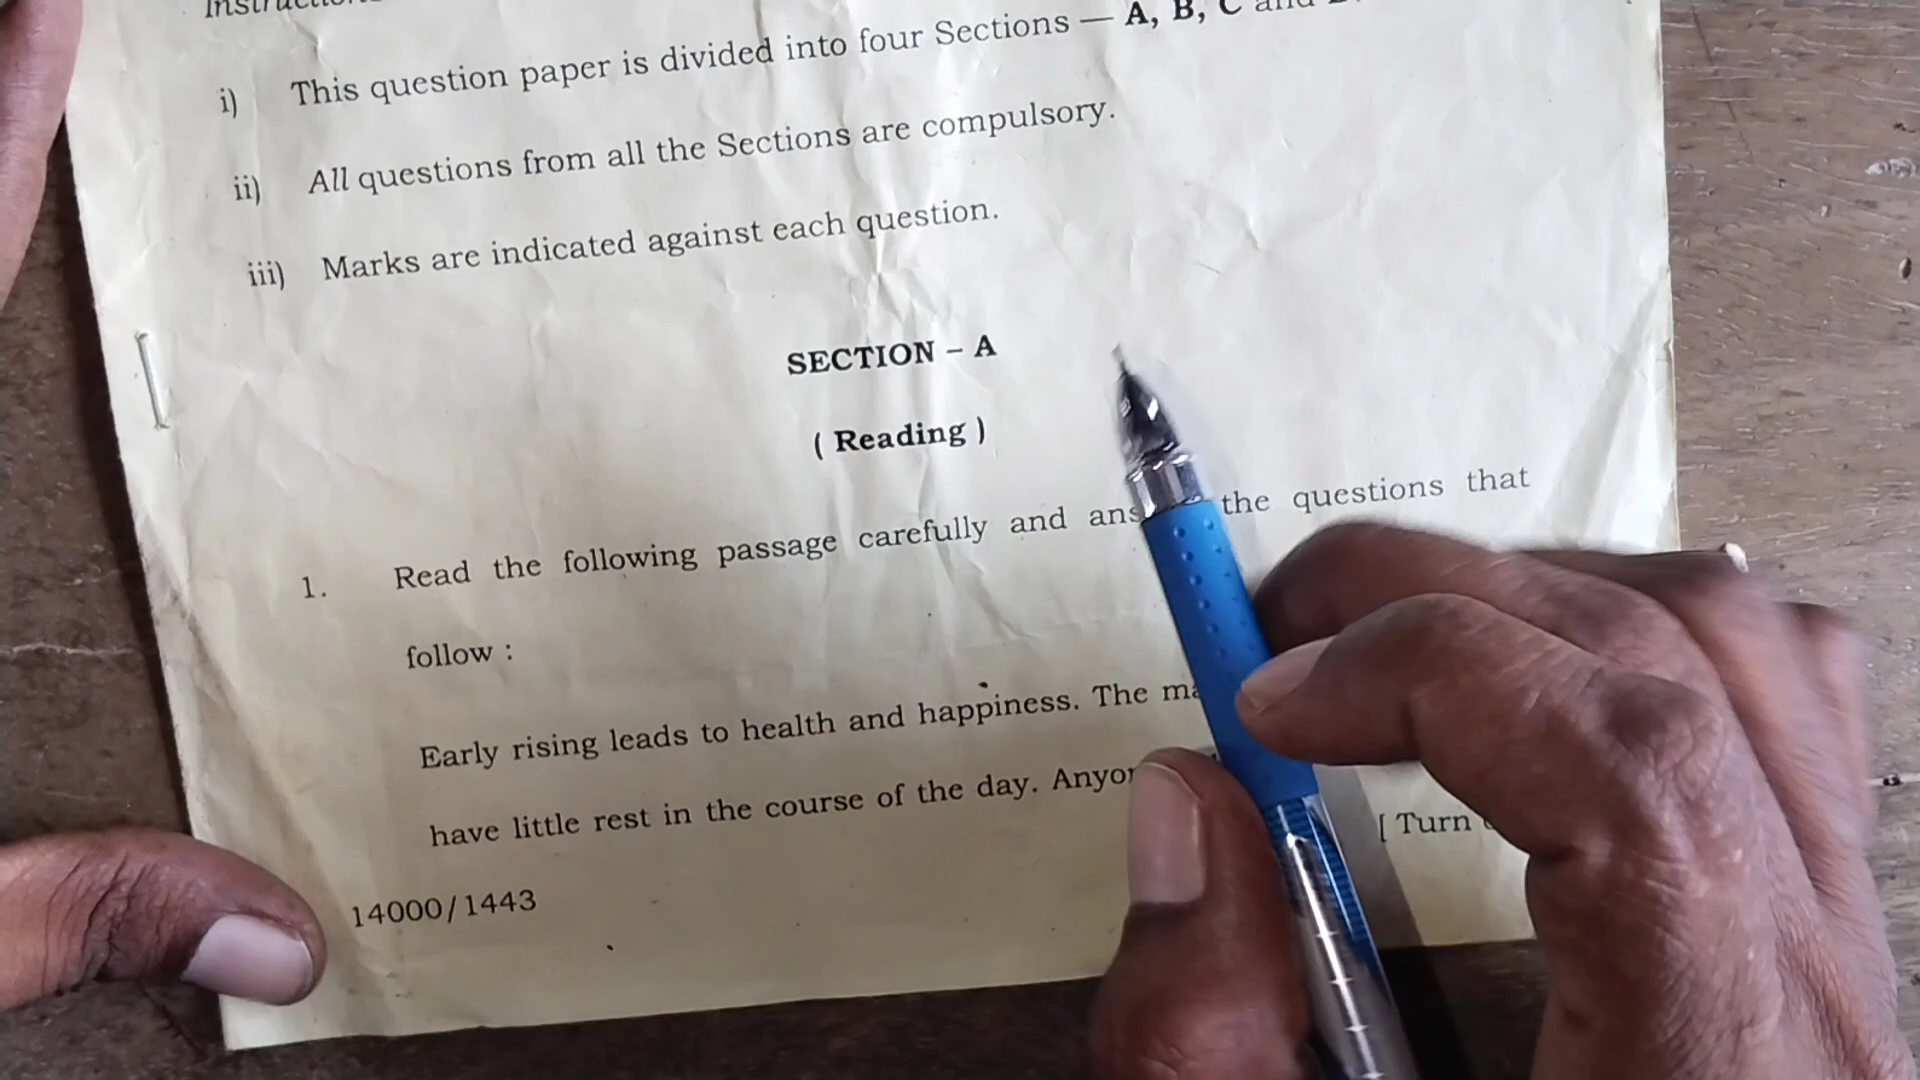 i) This question paper is divided into four Sections — A, B, C and
ii) All questions from all the Sections are compulsory.
iii) Marks are indicated against each question.
SECTION – A
( Reading )
1. Read the following passage carefully and the questions that
follow :
Early rising leads to health and happiness. The
have little rest in the course of the day.
[ Turn
14000/1443